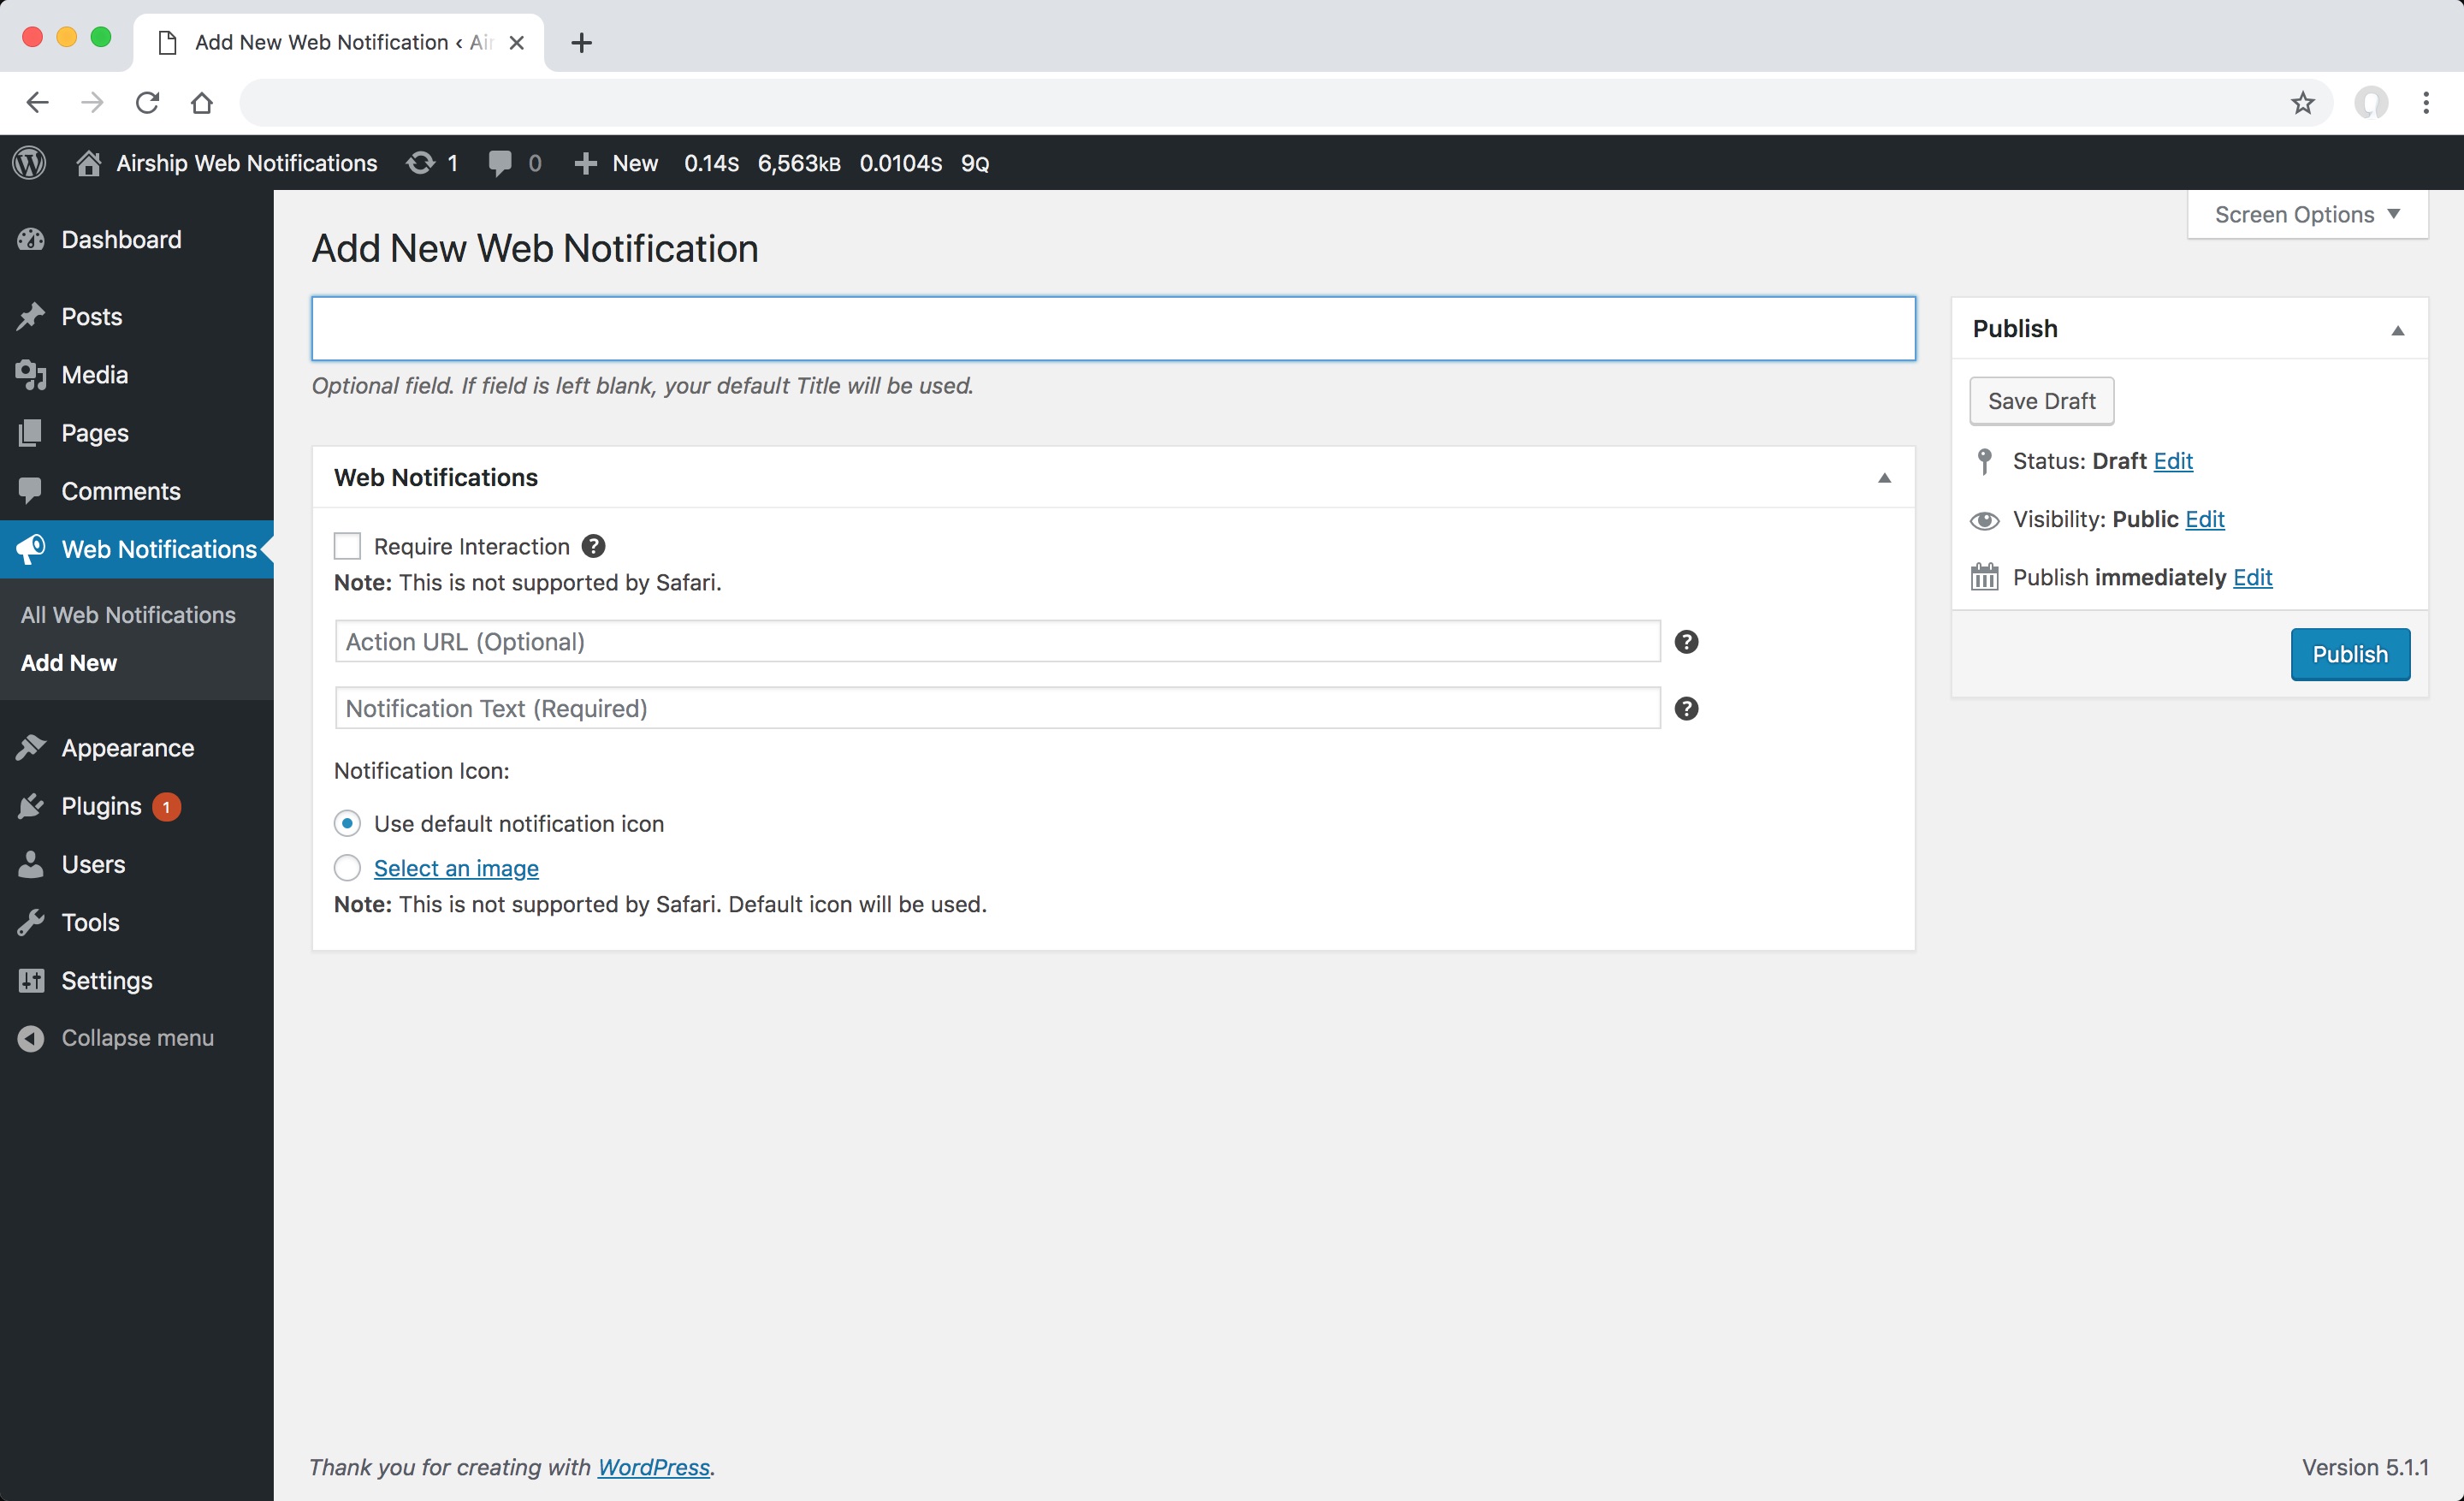 Add New Web Notification ‹ Air
Airship Web Notifications 1 0 New 0.14S 6,563KB 0.0104S 9Q
Dashboard
Posts
Media
Pages
Comments
Web Notifications
All Web Notifications
Add New
Appearance
Plugins 1
Users
Tools
Settings
Collapse menu
Screen Options
Add New Web Notification
Optional field. If field is left blank, your default Title will be used.
Web Notifications
Require Interaction ?
Note: This is not supported by Safari.
Action URL (Optional) ?
Notification Text (Required) ?
Notification Icon:
Use default notification icon
Select an image
Note: This is not supported by Safari. Default icon will be used.
Publish
Save Draft
Status: Draft Edit
Visibility: Public Edit
Publish immediately Edit
Publish
Thank you for creating with WordPress.
Version 5.1.1